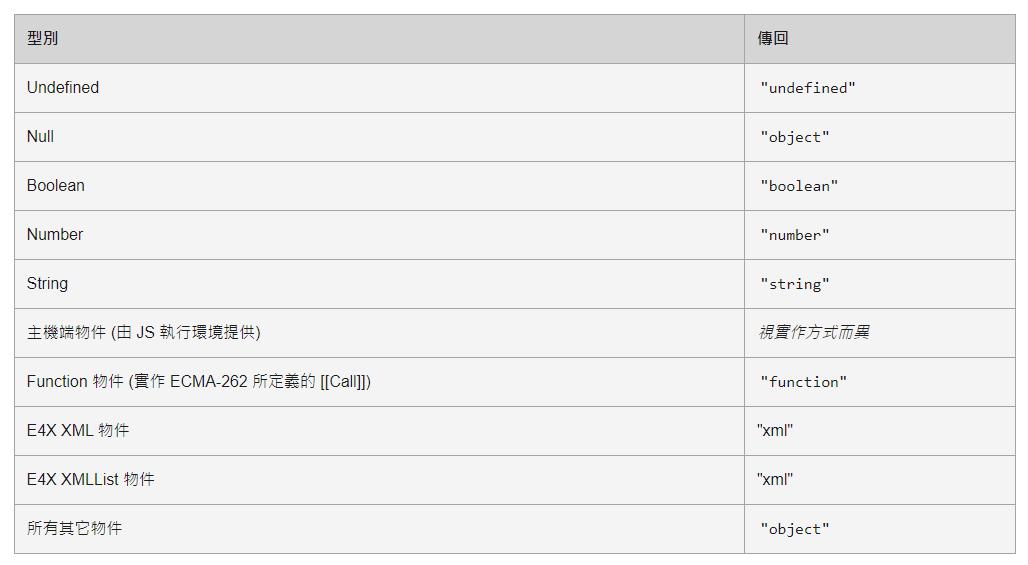 型別 傳回
Undefined "undefined"
Null "object"
Boolean "boolean"
Number "number"
String "string"
主機端物件 (由 JS 執行環境提供) 視實作方式而異
Function 物件 (實作 ECMA-262 所定義的 [[Call]]) "function"
E4X XML 物件 "xml"
E4X XMLList 物件 "xml"
所有其它物件 "object"